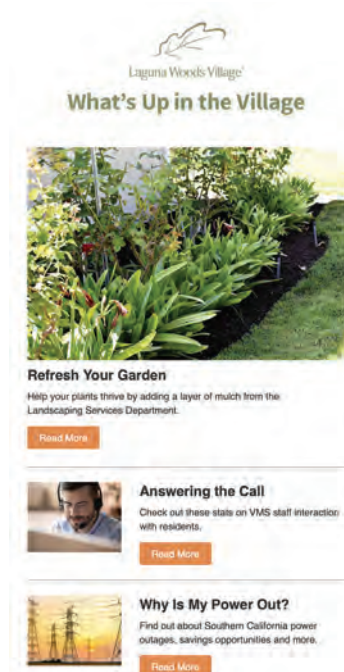 Laguna Woods Village®
What's Up in the Village
Refresh Your Garden
Help your plants thrive by adding a layer of mulch from the
Landscaping Services Department.
Read More
Answering the Call
Check out these stats on VMS staff interaction
with residents.
Read More
Why Is My Power Out?
Find out about Southern California power
outages, savings opportunities and more.
Read More